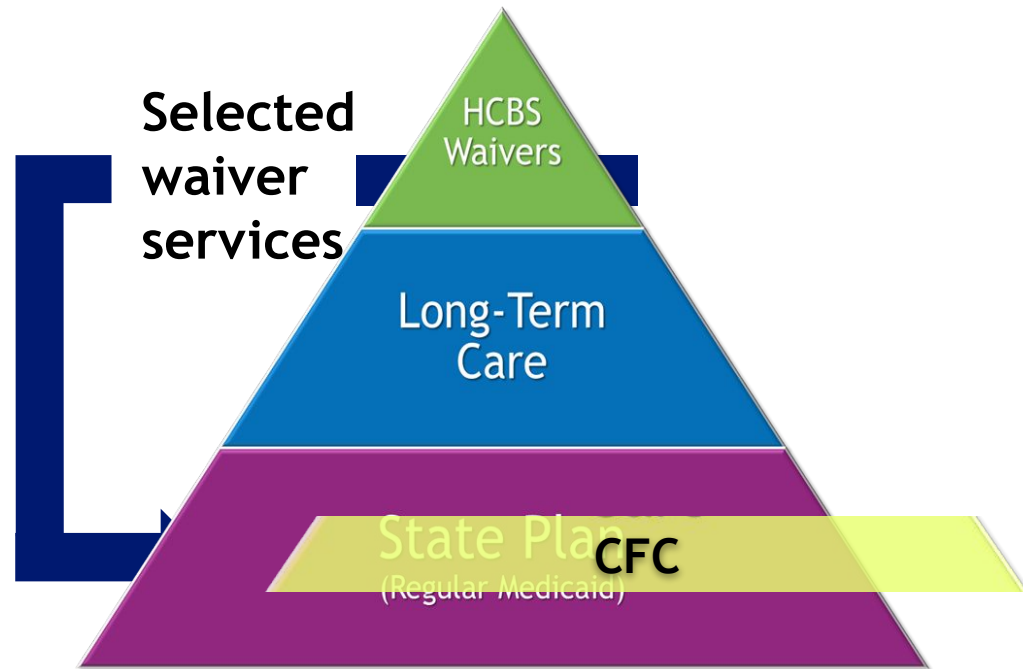 Selected
waiver
services
HCBS
Waivers
Long-Term
Care
State Plan
CFC
(Regular Medicaid)